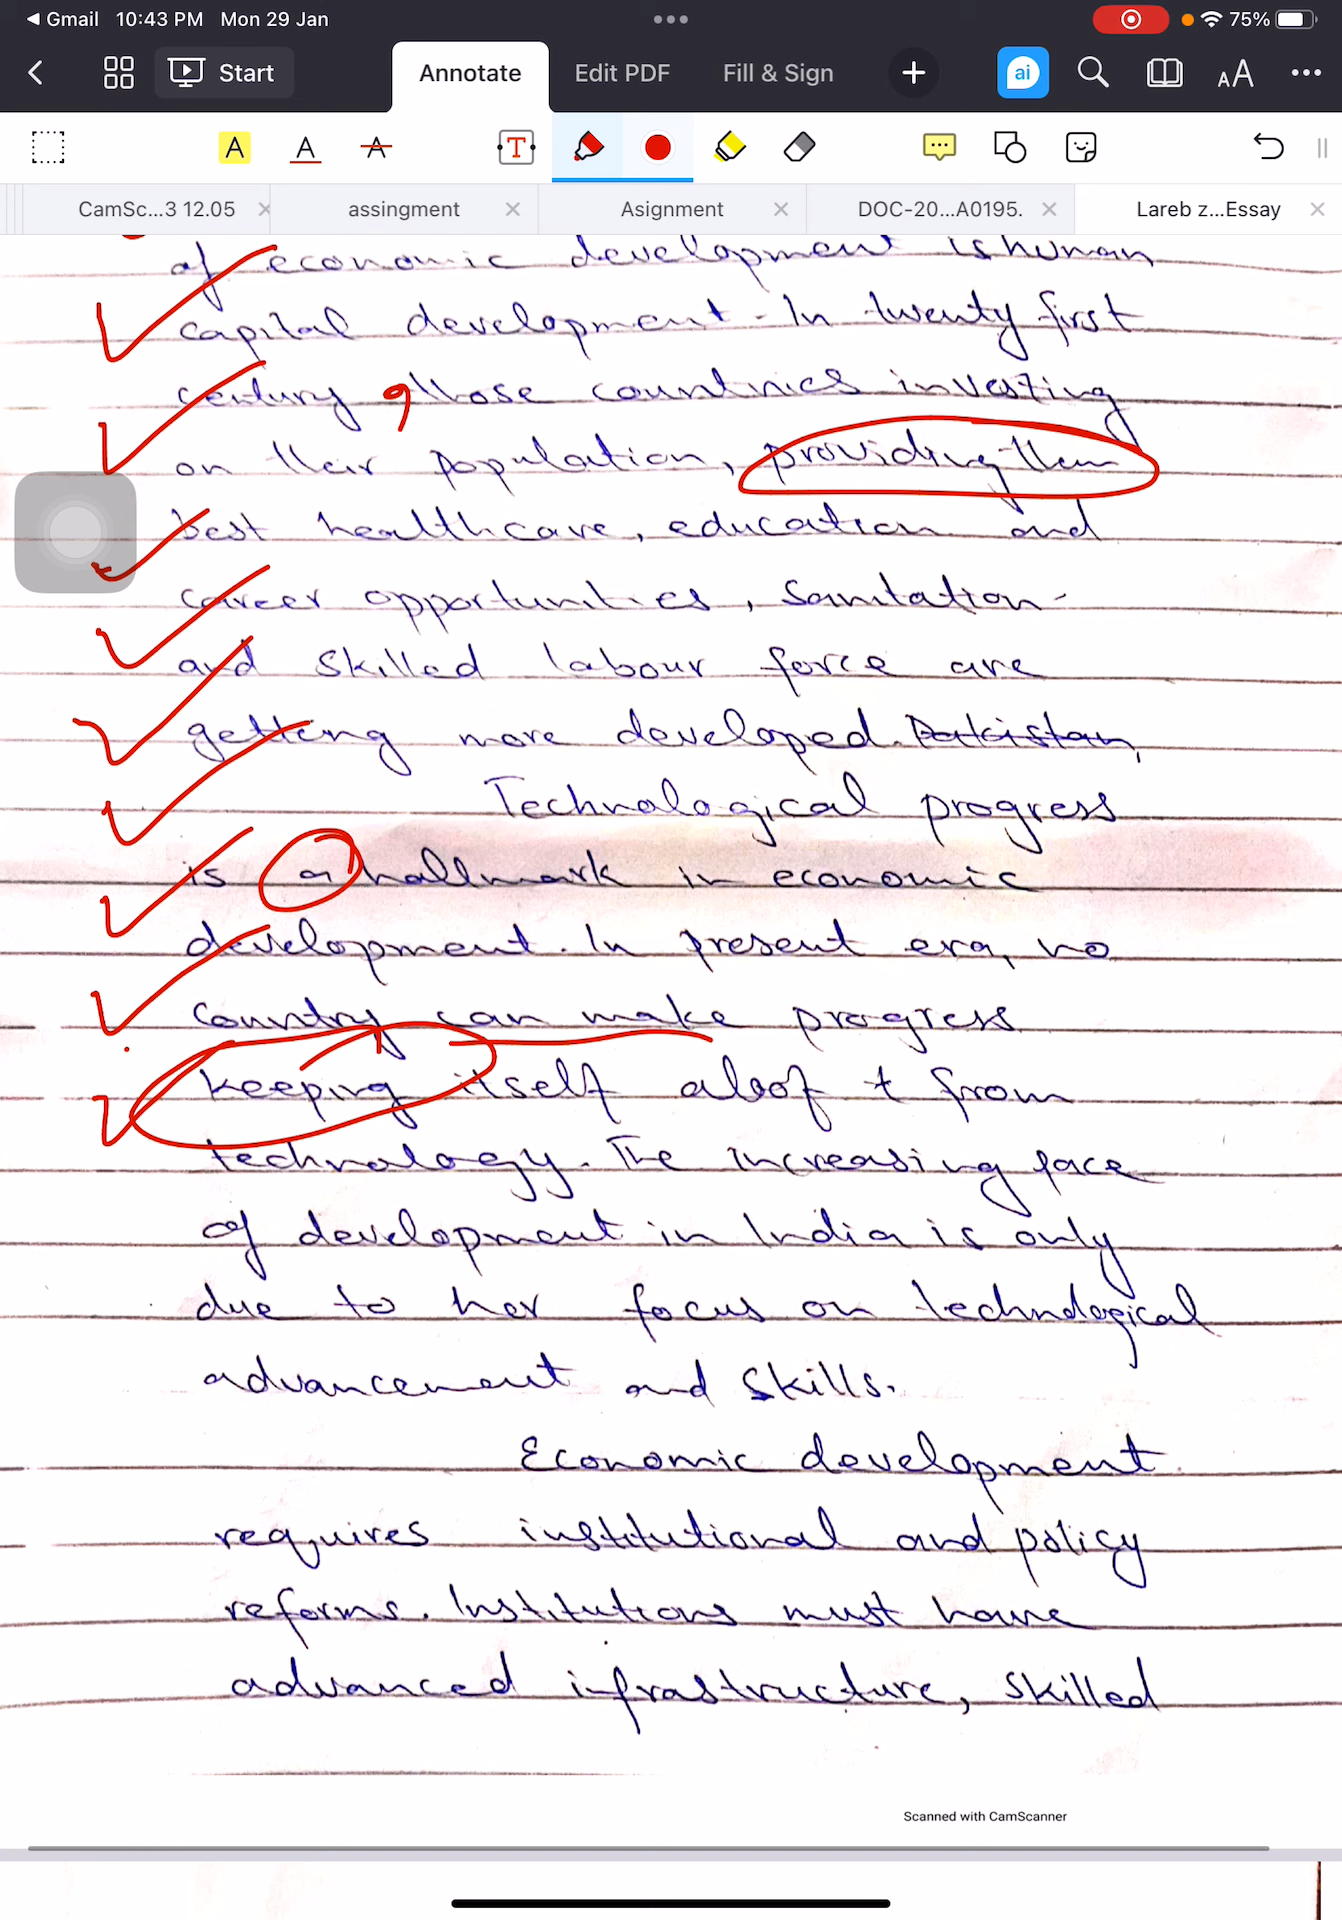 Gmail 10:43 PM Mon 29 Jan 75%
Start Annotate Edit PDF Fill & Sign ai AA
A A A T
CamSc...3 12.05 assingment Asignment DOC-20...A0195. Lareb z...Essay
of economic development is human
capital development. In twenty first
century, those countries investing
on their population, providing them
best healthcare, education and
career opportunities, Sanitation
and skilled labour force are
getting more developed. Pakistan,
Technological progress
is a hallmark in economic
development. In present era, no
country can make progress
keeping itself aloof t from
technology. The increasing pace
of development in India is only
due to her focus on technological
advancement and skills.
Economic development
requires institutional and policy
reforms. Institutions must have
advanced infrastructure, skilled
Scanned with CamScanner